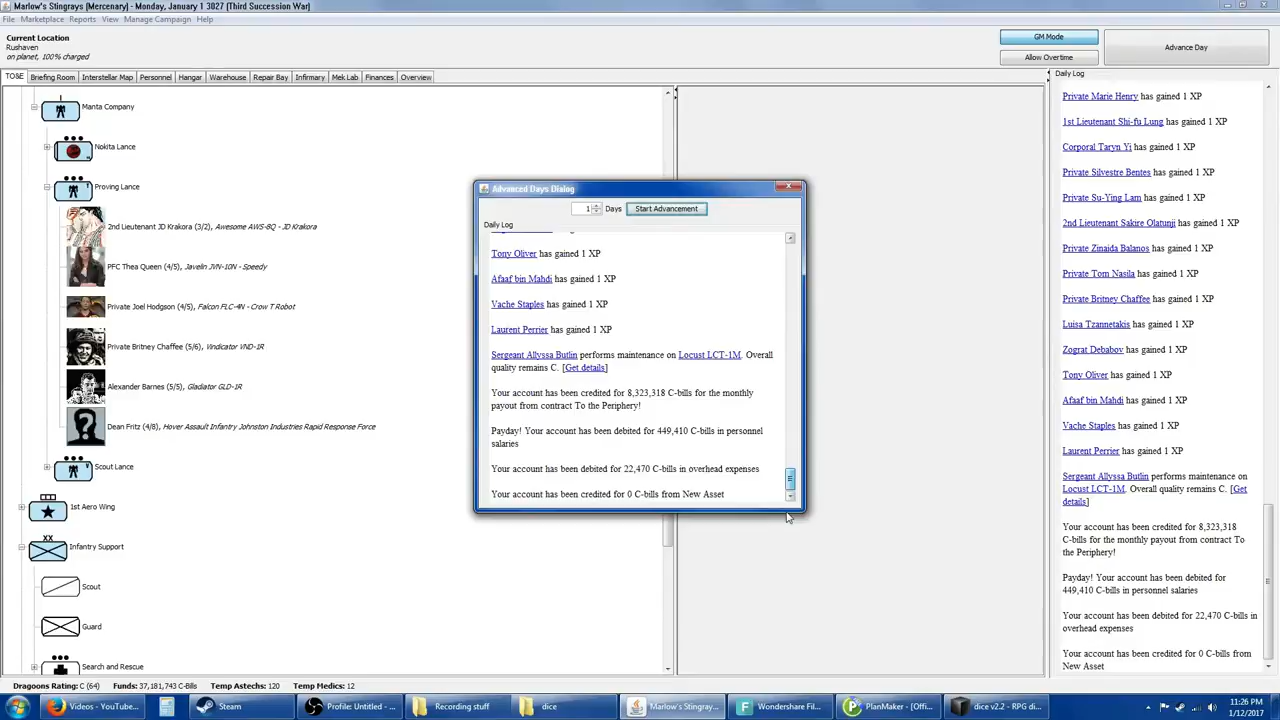 Marlow's Stingrays (Mercenary) - Monday, January 1 3027 (Third Succession War)
File Marketplace Reports View Manage Campaign Help
Current Location
Rushaven
on planet, 100% charged
GM Mode
Allow Overtime
Advance Day
TO&E Briefing Room Interstellar Map Personnel Hangar Warehouse Repair Bay Infirmary Mek Lab Finances Overview
Manta Company
Nokita Lance
Proving Lance
2nd Lieutenant JD Krakora (3/2), Awesome AWS-8Q - JD Krakora
PFC Thea Queen (4/5), Javelin JVN-10N - Speedy
Private Joel Hodgson (4/5), Falcon FLC-4N - Crow T Robot
Private Britney Chaffee (5/6), Vindicator VND-1R
Alexander Barnes (5/5), Gladiator GLD-1R
Dean Fritz (4/8), Hover Assault Infantry Johnston Industries Rapid Response Force
Scout Lance
1st Aero Wing
XX
Infantry Support
Scout
Guard
Search and Rescue
Advanced Days Dialog
1 Days Start Advancement
Daily Log
Tony Oliver has gained 1 XP
Afaaf bin Mahdi has gained 1 XP
Vache Staples has gained 1 XP
Laurent Perrier has gained 1 XP
Sergeant Allyssa Butlin performs maintenance on Locust LCT-1M. Overall
quality remains C. [Get details]
Your account has been credited for 8,323,318 C-bills for the monthly
payout from contract To the Periphery!
Payday! Your account has been debited for 449,410 C-bills in personnel
salaries
Your account has been debited for 22,470 C-bills in overhead expenses
Your account has been credited for 0 C-bills from New Asset
Daily Log
Private Marie Henry has gained 1 XP
1st Lieutenant Shi-fu Lung has gained 1 XP
Corporal Taryn Yi has gained 1 XP
Private Silvestre Bentes has gained 1 XP
Private Su-Ying Lam has gained 1 XP
2nd Lieutenant Sakire Olatunji has gained 1 XP
Private Zinaida Balanos has gained 1 XP
Private Tom Nasila has gained 1 XP
Private Britney Chaffee has gained 1 XP
Luisa Tzannetakis has gained 1 XP
Zograt Debabov has gained 1 XP
Tony Oliver has gained 1 XP
Afaaf bin Mahdi has gained 1 XP
Vache Staples has gained 1 XP
Laurent Perrier has gained 1 XP
Sergeant Allyssa Butlin performs maintenance on
Locust LCT-1M. Overall quality remains C. [Get
details]
Your account has been credited for 8,323,318
C-bills for the monthly payout from contract To
the Periphery!
Payday! Your account has been debited for
449,410 C-bills in personnel salaries
Your account has been debited for 22,470 C-bills in
overhead expenses
Your account has been credited for 0 C-bills from
New Asset
Dragoons Rating: C (64) Funds: 37,181,743 C-Bills Temp Astechs: 120 Temp Medics: 12
Videos - YouTube... Steam Profile: Untitled - ... Recording stuff dice Marlow's Stingray... Wondershare Film... PlanMaker - [Offi... dice v2.2 - RPG di...
11:26 PM
1/12/2017